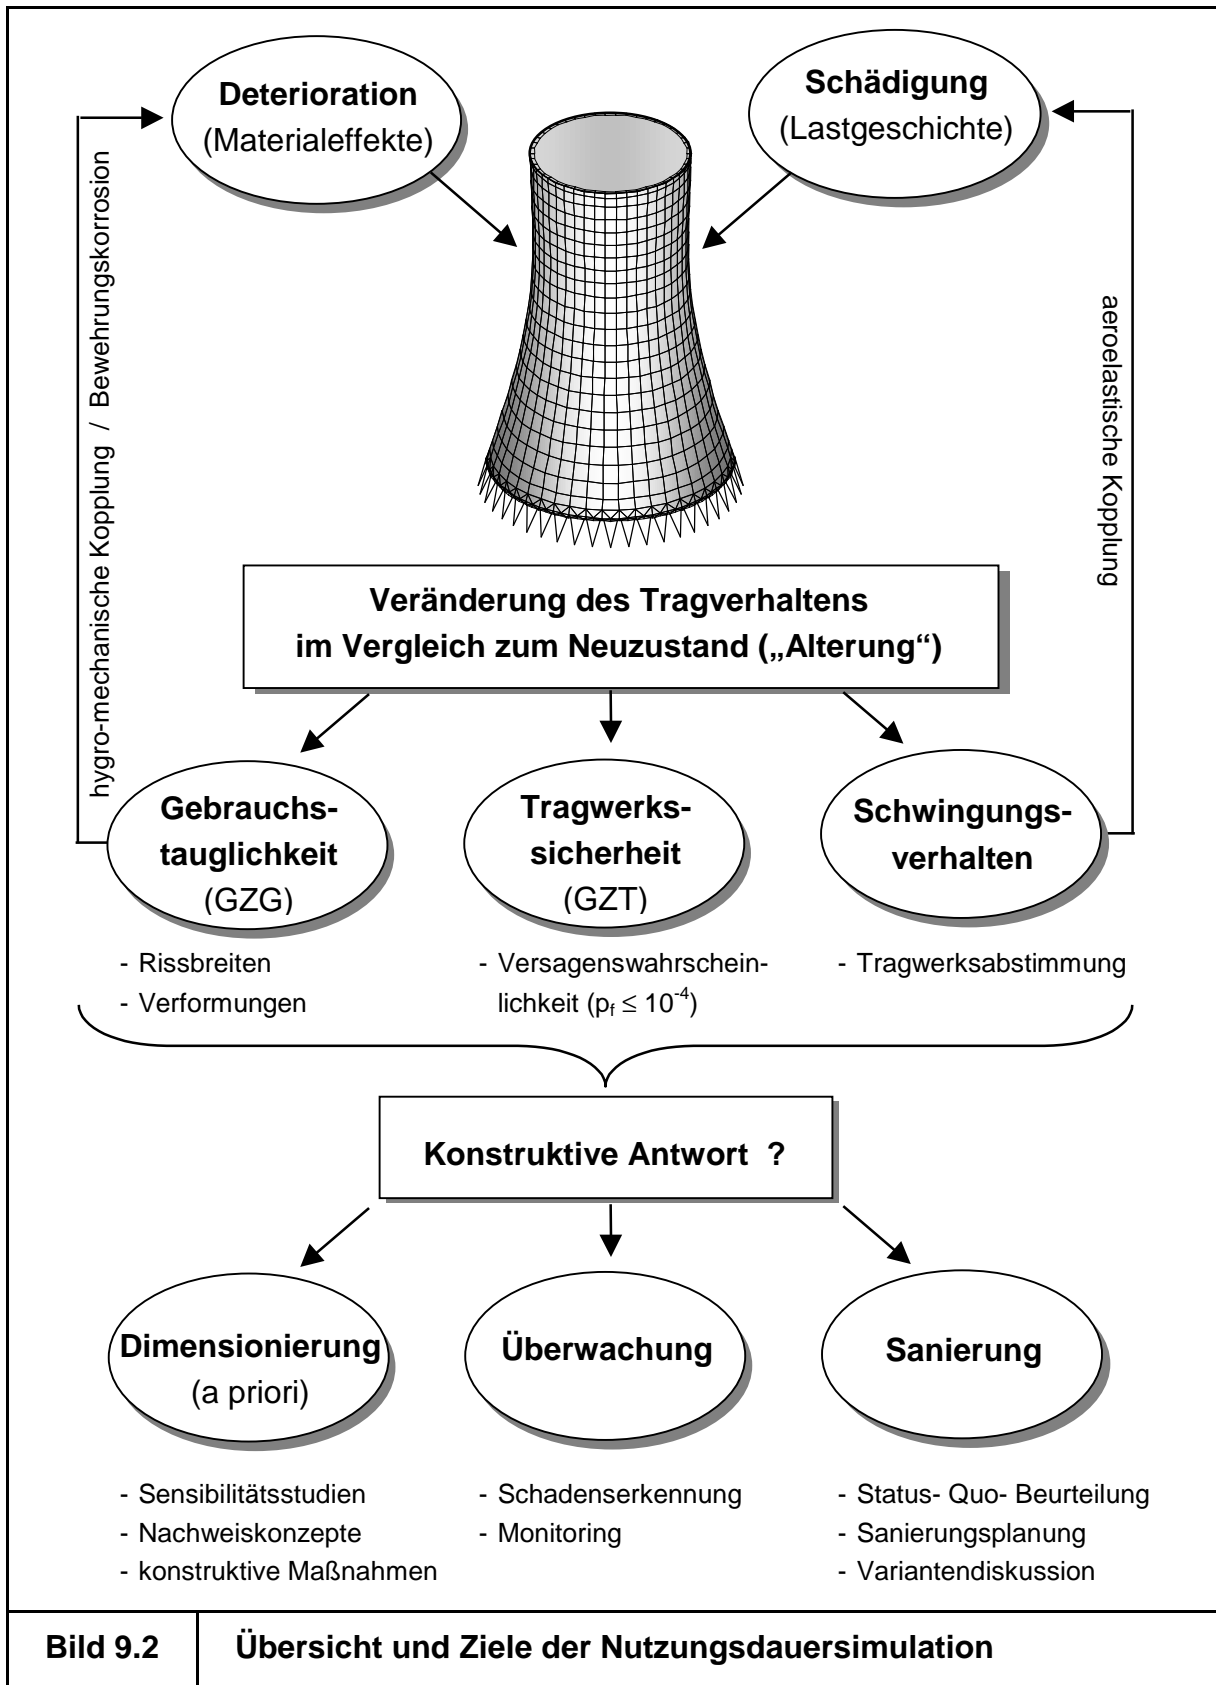 Deterioration
(Materialeffekte)
Schädigung
(Lastgeschichte)
hygro-mechanische Kopplung / Bewehrungskorrosion
aeroelastische Kopplung
Veränderung des Tragverhaltens
im Vergleich zum Neuzustand („Alterung“)
Gebrauchs-
tauglichkeit
(GZG)
Tragwerks-
sicherheit
(GZT)
Schwingungs-
verhalten
- Rissbreiten
- Verformungen
- Versagenswahrschein-
lichkeit (p_f ≤ 10^-4)
- Tragwerksabstimmung
Konstruktive Antwort ?
Dimensionierung
(a priori)
Überwachung
Sanierung
- Sensibilitätsstudien
- Nachweiskonzepte
- konstruktive Maßnahmen
- Schadenserkennung
- Monitoring
- Status- Quo- Beurteilung
- Sanierungsplanung
- Variantendiskussion
Bild 9.2
Übersicht und Ziele der Nutzungsdauersimulation